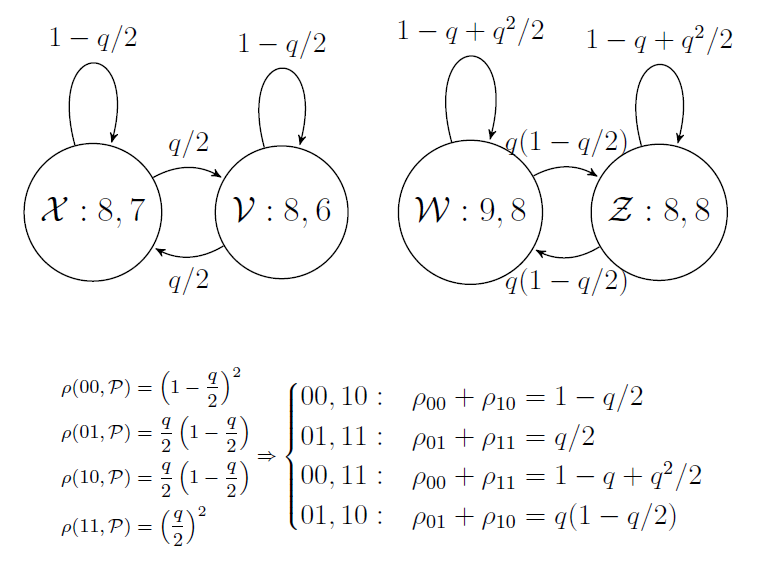 1 − q/2
1 − q/2
1 − q + q²/2
1 − q + q²/2
q/2
q(1 − q/2)
𝒳 : 8, 7
𝒱 : 8, 6
𝒲 : 9, 8
𝒵 : 8, 8
q/2
q(1 − q/2)
ρ(00, 𝒫) = (1 − q/2)²
ρ(01, 𝒫) = q/2 (1 − q/2)
ρ(10, 𝒫) = q/2 (1 − q/2)
ρ(11, 𝒫) = (q/2)²
⇒
00, 10 : ρ₀₀ + ρ₁₀ = 1 − q/2
01, 11 : ρ₀₁ + ρ₁₁ = q/2
00, 11 : ρ₀₀ + ρ₁₁ = 1 − q + q²/2
01, 10 : ρ₀₁ + ρ₁₀ = q(1 − q/2)